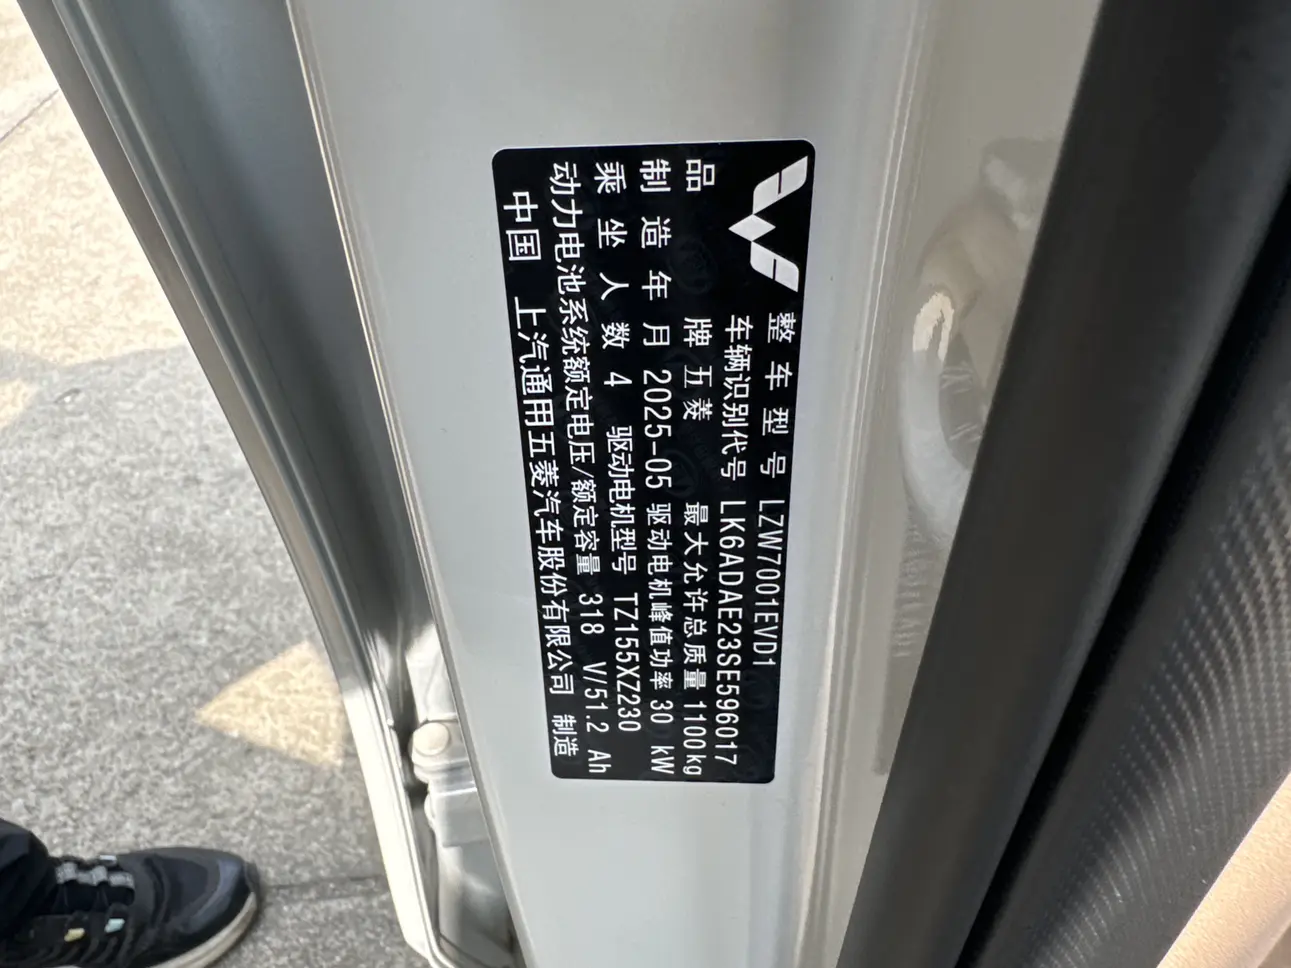 整车型号 LZW7001EVD1
车辆识别代号 LK6ADAE23SE596017
品牌 五菱 最大允许总质量 1100kg
制造年月 2025-05 驱动电机峰值功率 30 kW
乘坐人数 4 驱动电机型号 TZ155XZ230
动力电池系统额定电压/额定容量 318 V/51.2 Ah
中国 上汽通用五菱汽车股份有限公司 制造